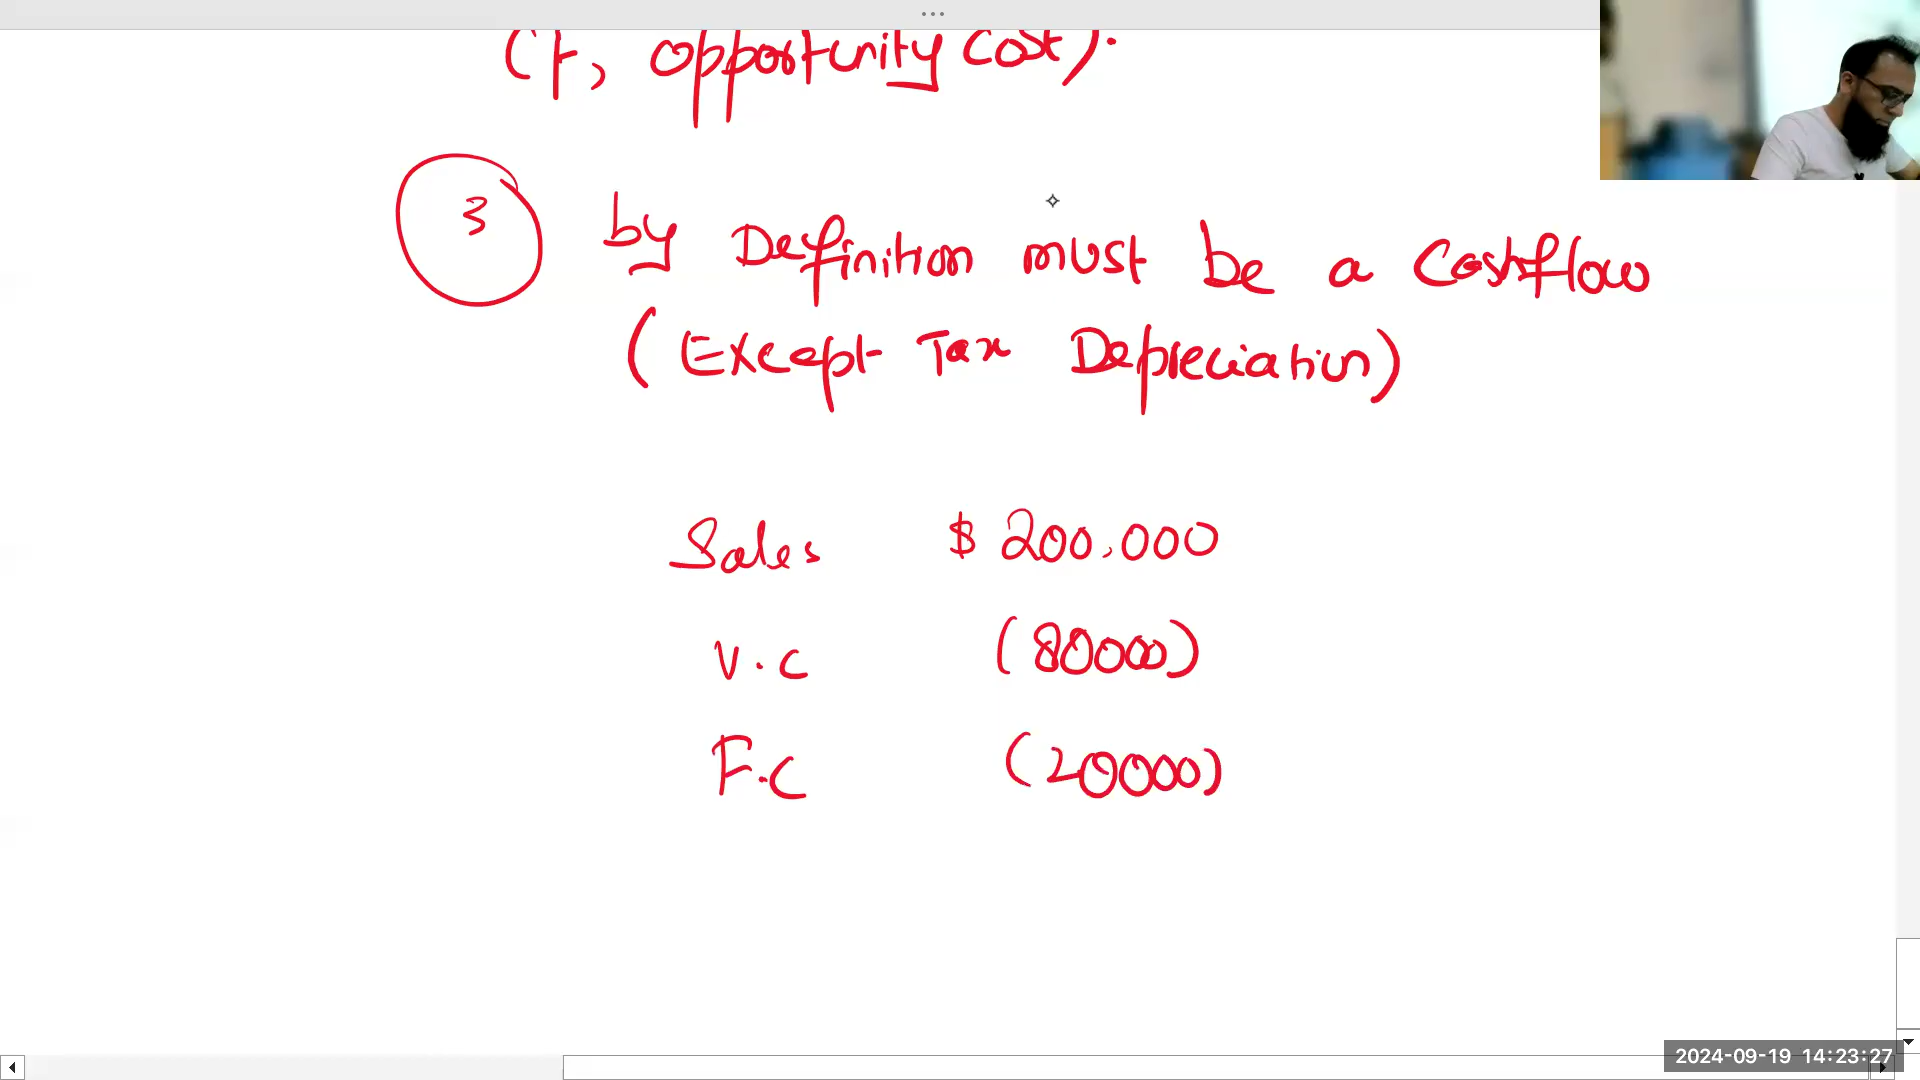 opportunity cost).
3 by Definition must be a Cashflow
(Except Tax Depreciation)
Sales $ 200,000
V.C (80000)
F.C (20000)
2024-09-19 14:23:27